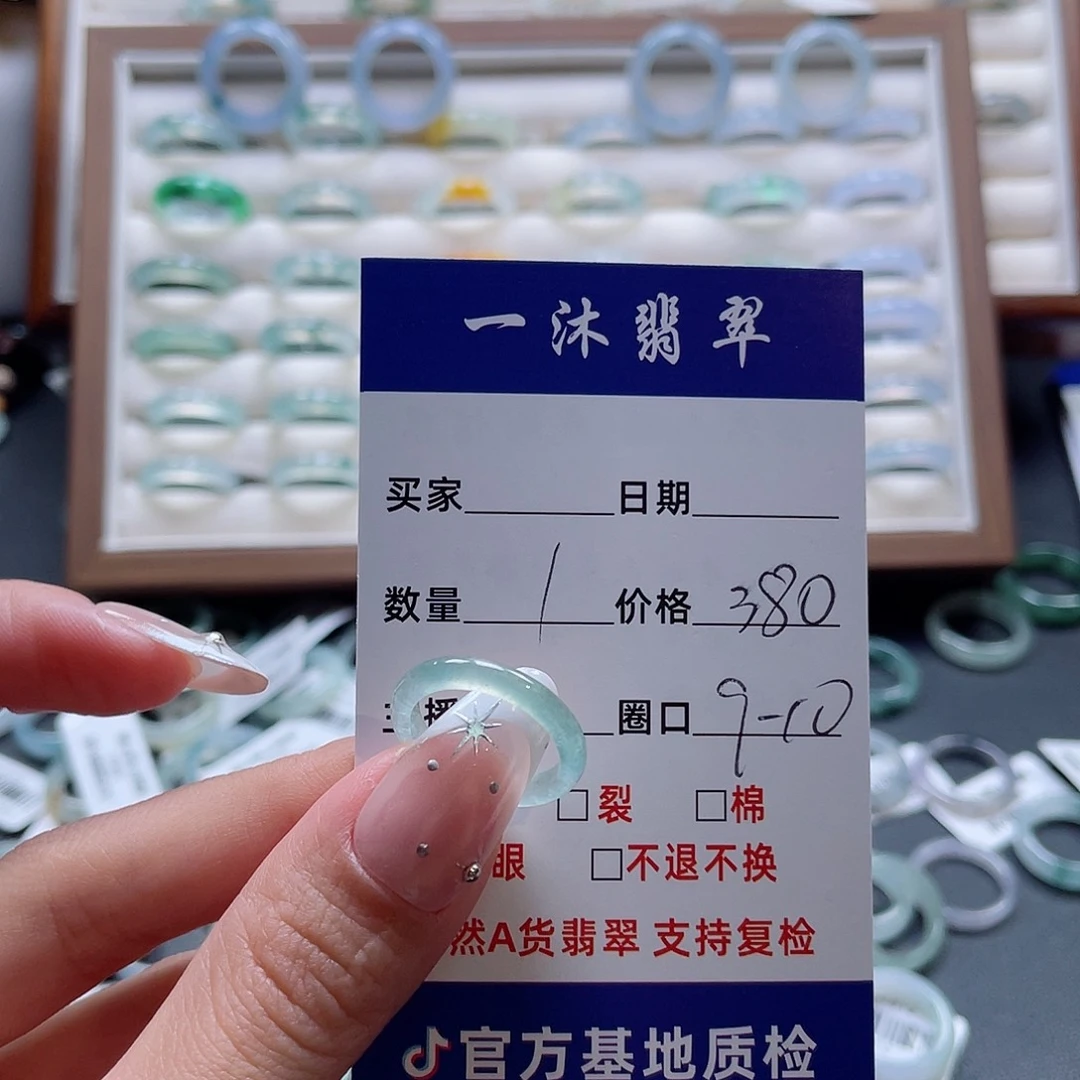 一沐翡翠
买家 日期
数量 1 价格 380
播 圈口 9-10
□裂 □棉
眼 □不退不换
然A货翡翠 支持复检
官方基地质检